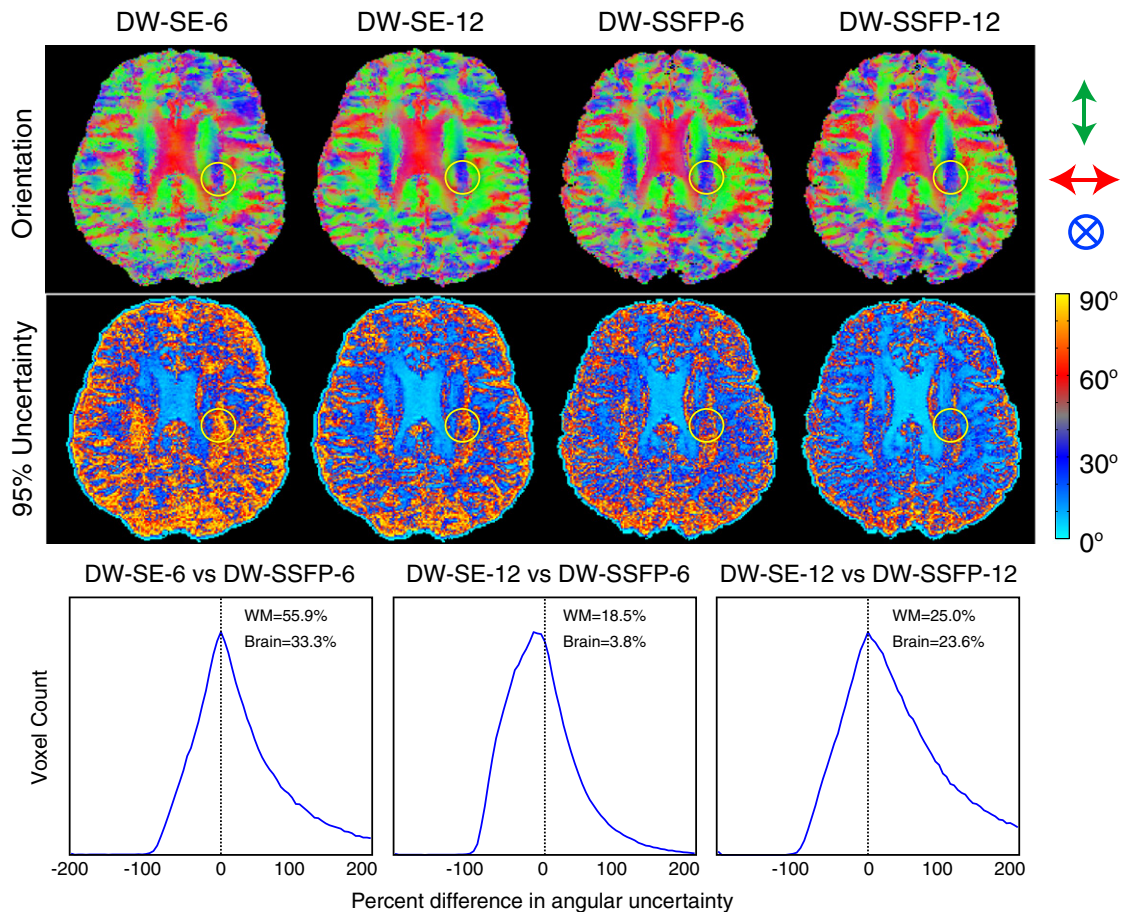 DW-SE-6 DW-SE-12 DW-SSFP-6 DW-SSFP-12
Orientation
95% Uncertainty
90°
60°
30°
0°
DW-SE-6 vs DW-SSFP-6 DW-SE-12 vs DW-SSFP-6 DW-SE-12 vs DW-SSFP-12
Voxel Count
WM=55.9%
Brain=33.3%
WM=18.5%
Brain=3.8%
WM=25.0%
Brain=23.6%
-200 -100 0 100 200 -100 0 100 200 -100 0 100 200
Percent difference in angular uncertainty